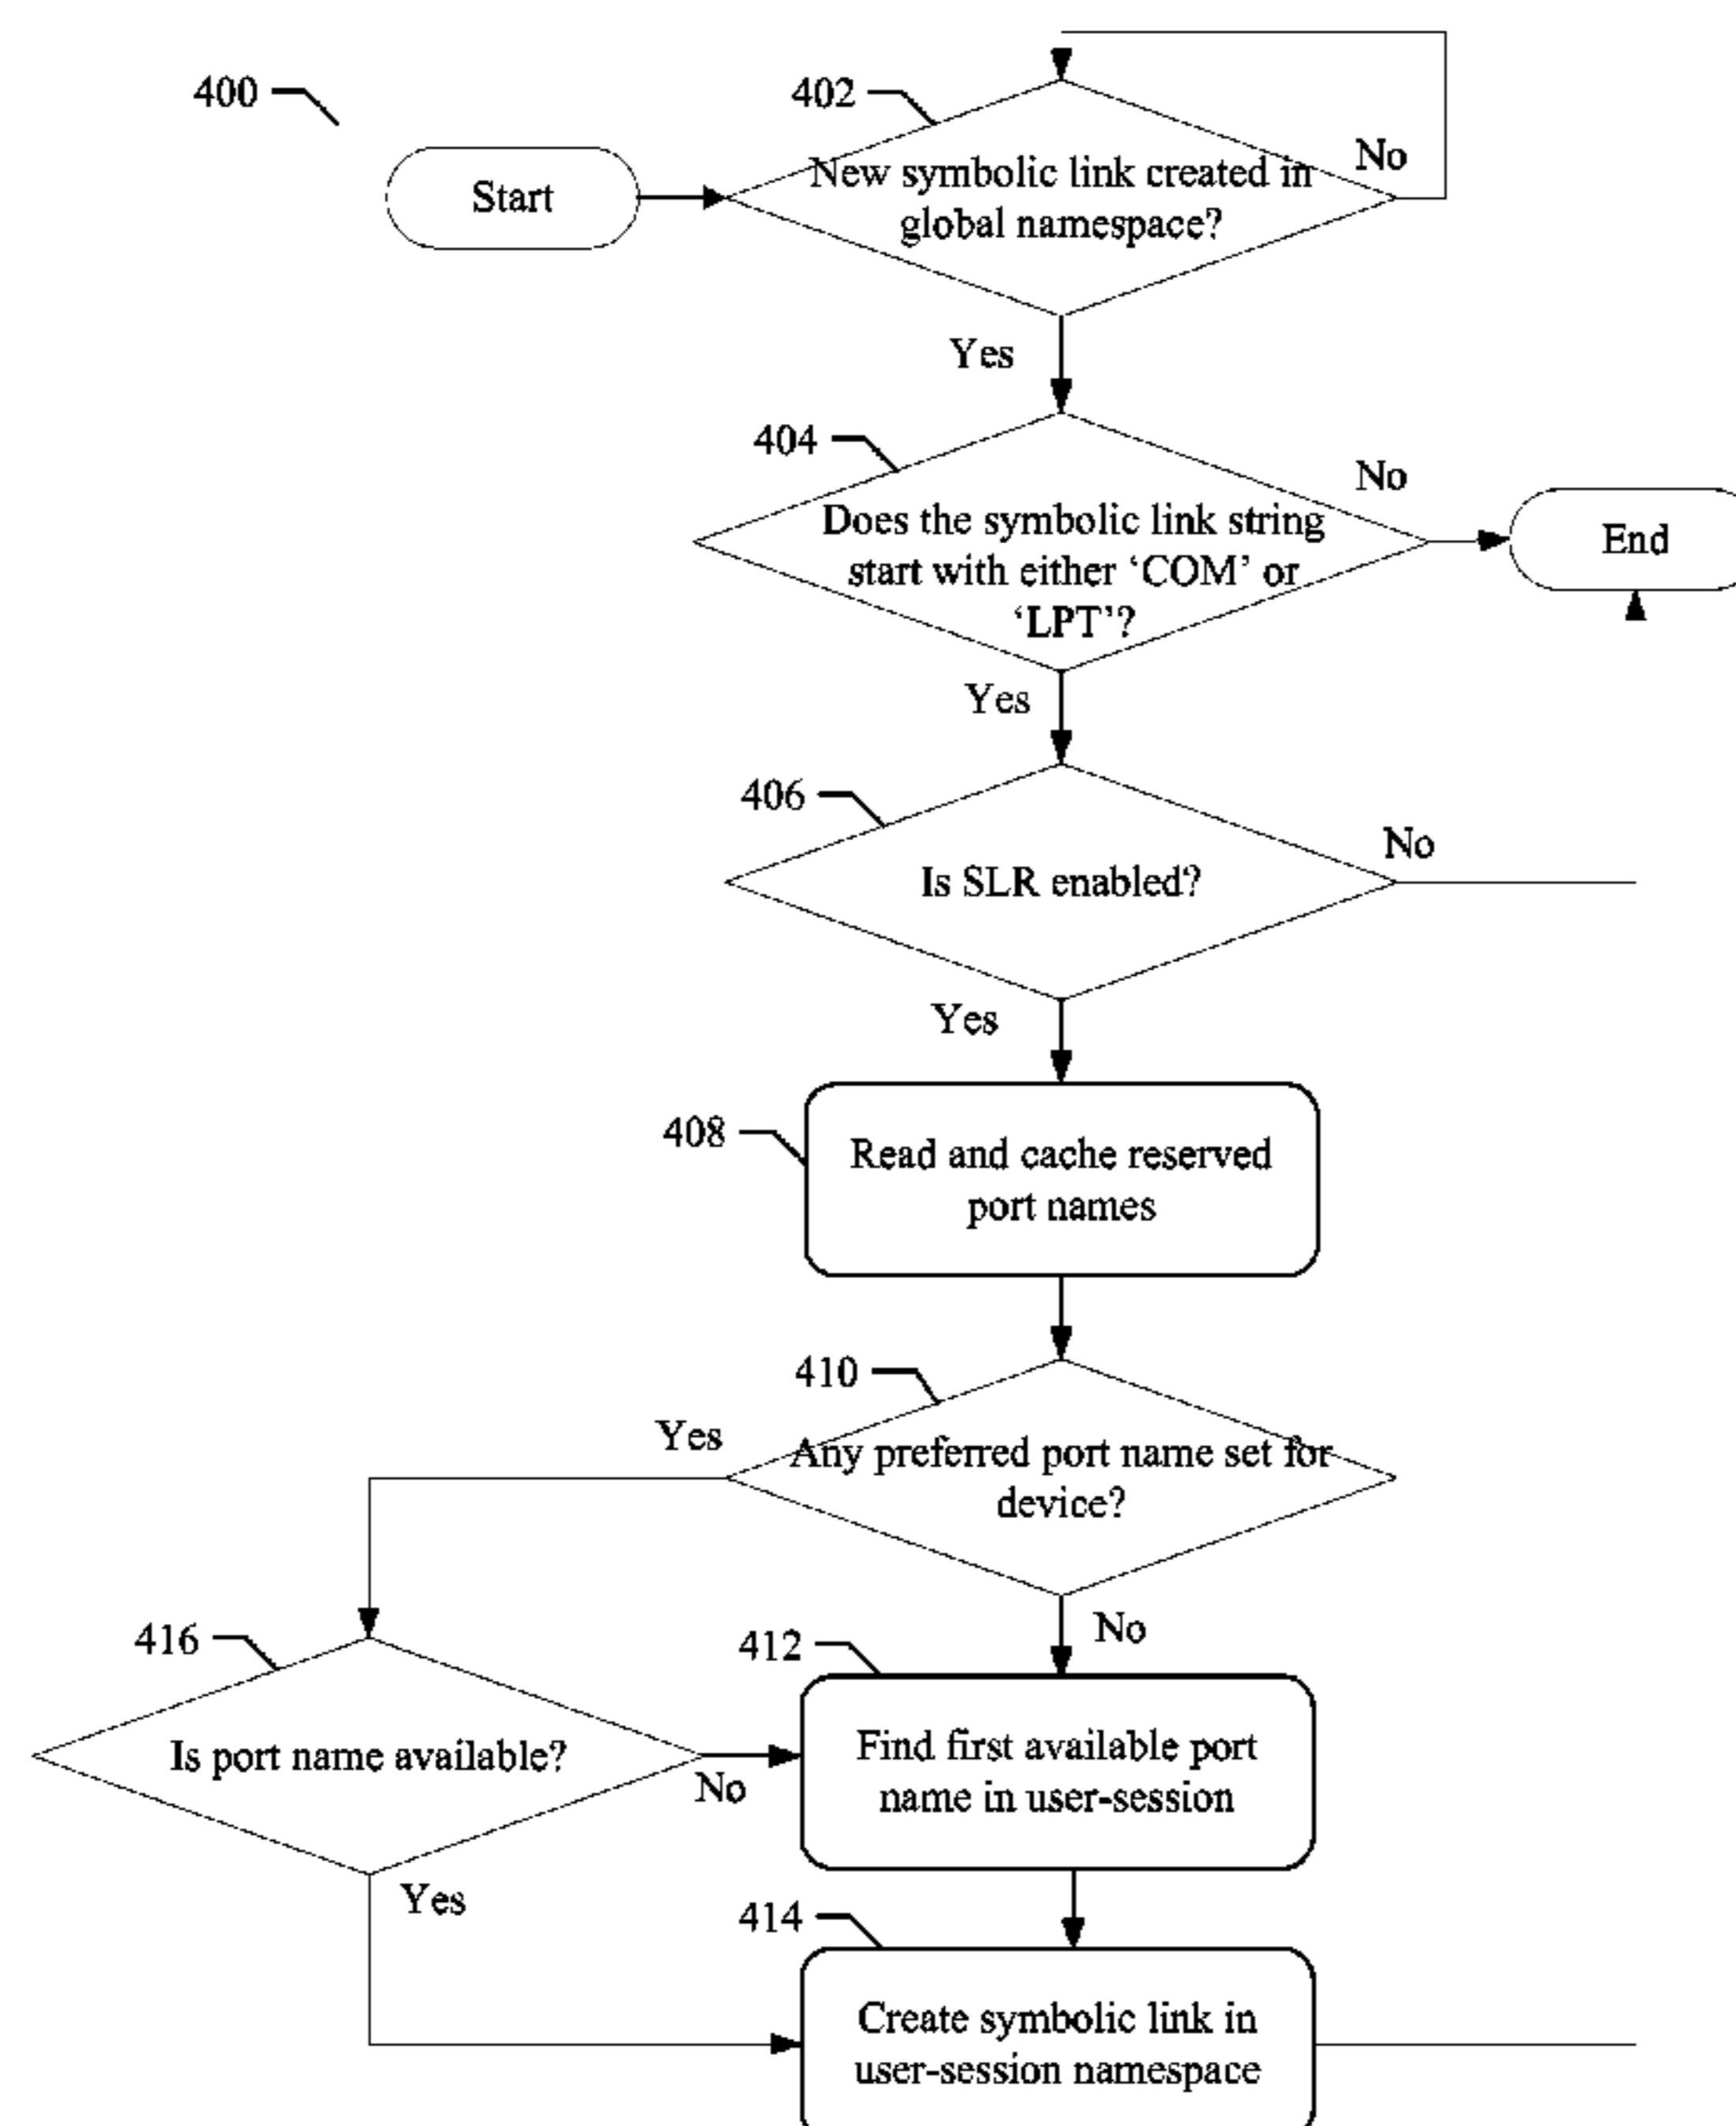 400
402
Start
New symbolic link created in
global namespace?
No
Yes
404
No
Does the symbolic link string
start with either ‘COM’ or
‘LPT’?
End
Yes
406
No
Is SLR enabled?
Yes
408
Read and cache reserved
port names
410
Yes
Any preferred port name set for
device?
No
416
412
Is port name available?
No
Find first available port
name in user-session
Yes
414
Create symbolic link in
user-session namespace